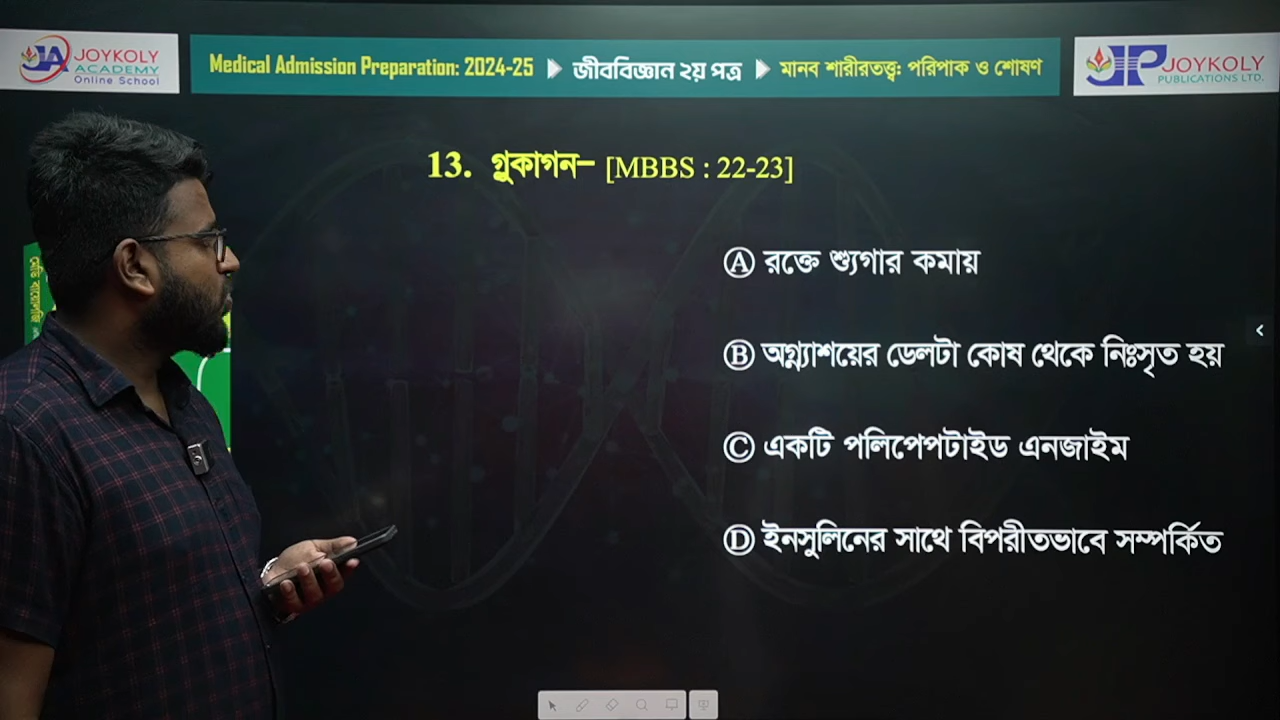 JOYKOLY
ACADEMY
Online School
Medical Admission Preparation: 2024-25 জীববিজ্ঞান ২য় পত্র মানব শারীরতত্ত্ব: পরিপাক ও শোষণ
JOYKOLY
PUBLICATIONS LTD.
13. গ্লুকাগন– [MBBS : 22-23]
Ⓐ রক্তে শ্যুগার কমায়
Ⓑ অগ্ন্যাশয়ের ডেলটা কোষ থেকে নিঃসৃত হয়
Ⓒ একটি পলিপেপটাইড এনজাইম
Ⓓ ইনসুলিনের সাথে বিপরীতভাবে সম্পর্কিত